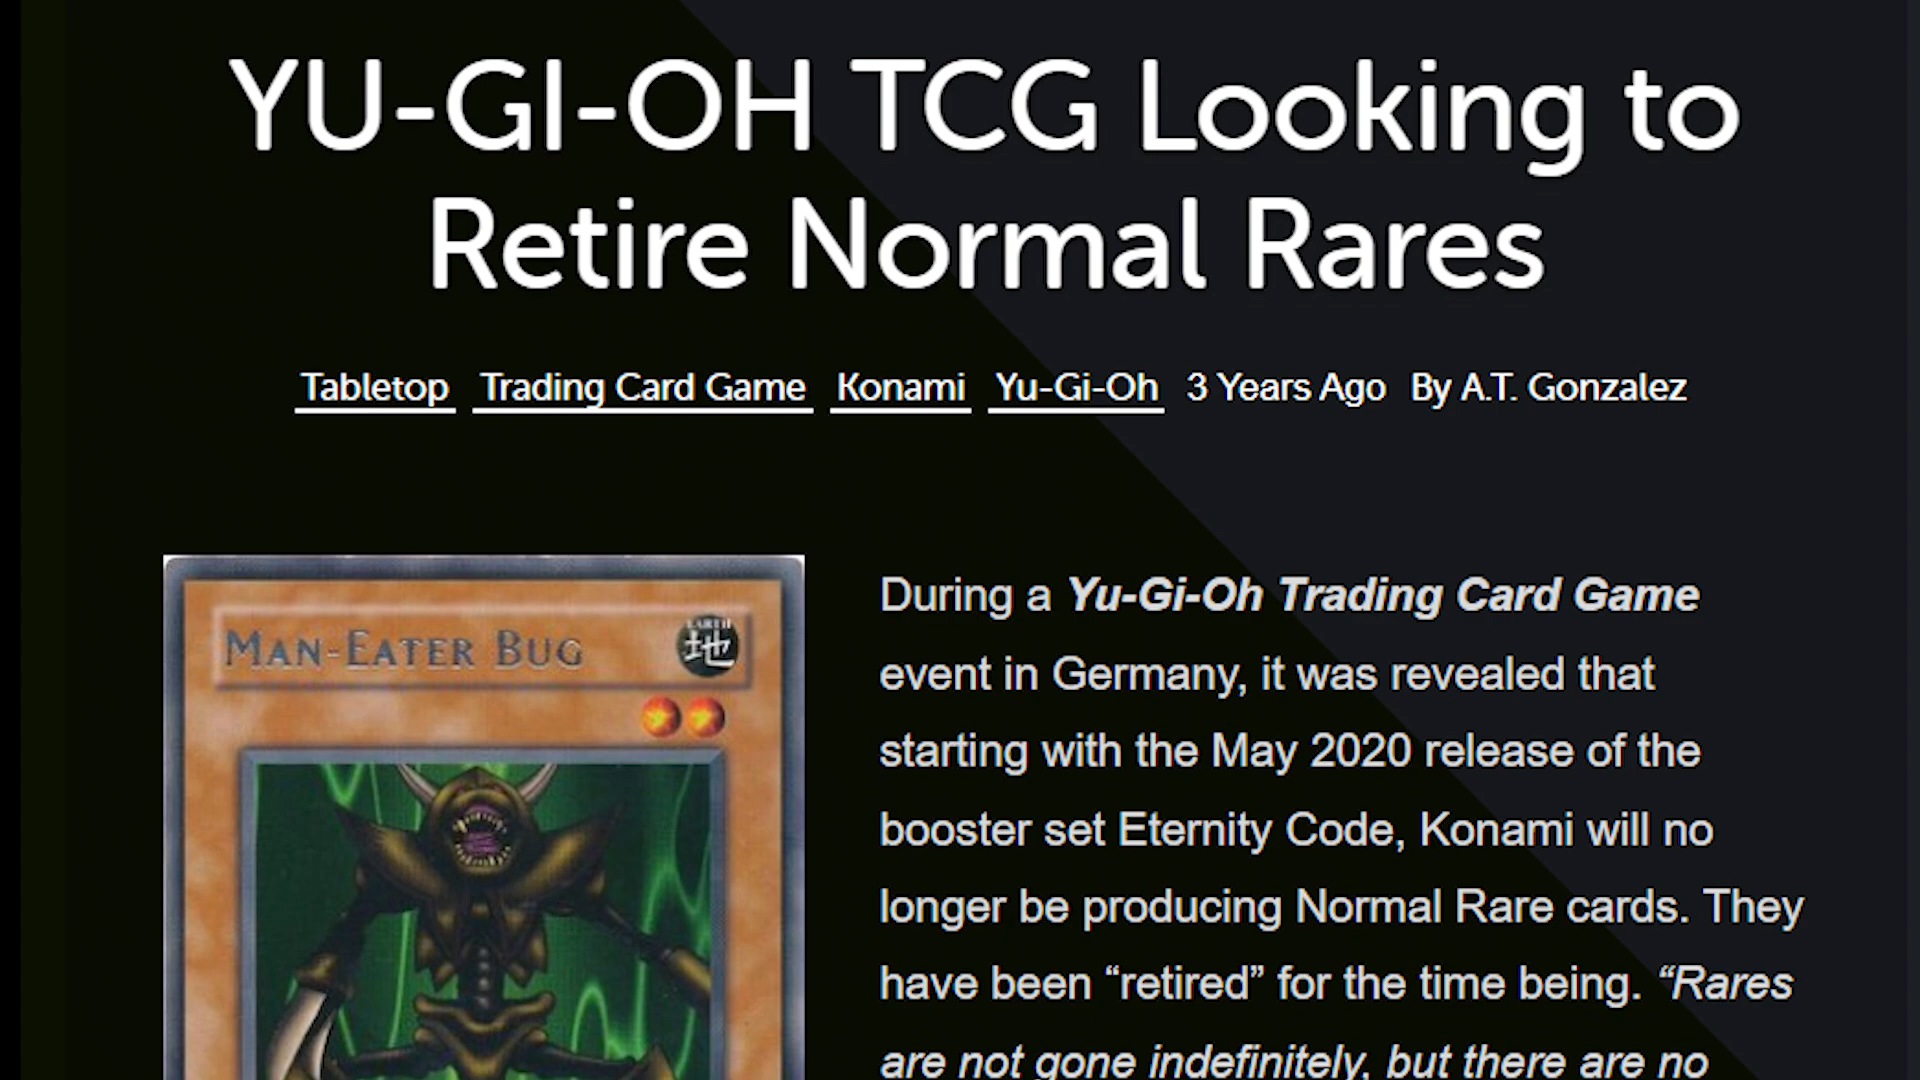 YU-GI-OH TCG Looking to
Retire Normal Rares
Tabletop Trading Card Game Konami Yu-Gi-Oh 3 Years Ago By A.T. Gonzalez
MAN-EATER BUG
EARTH
地
During a Yu-Gi-Oh Trading Card Game
event in Germany, it was revealed that
starting with the May 2020 release of the
booster set Eternity Code, Konami will no
longer be producing Normal Rare cards. They
have been “retired” for the time being. “Rares
are not gone indefinitely, but there are no